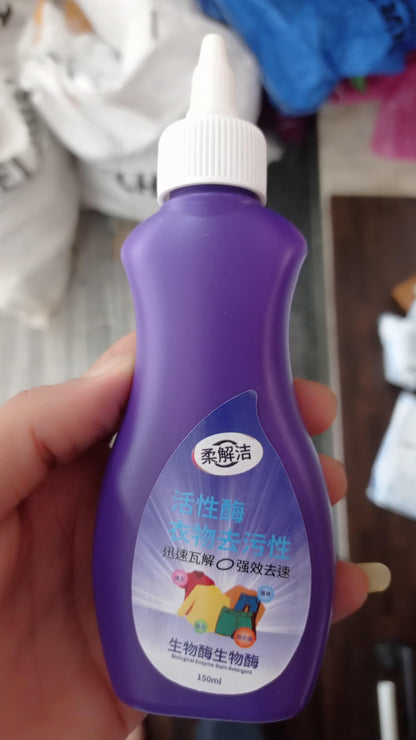 柔解洁
活性酶
衣物去污性
迅速瓦解 强效去速
生物酶生物酶
Biological Enzyme Stain Detergent
150ml